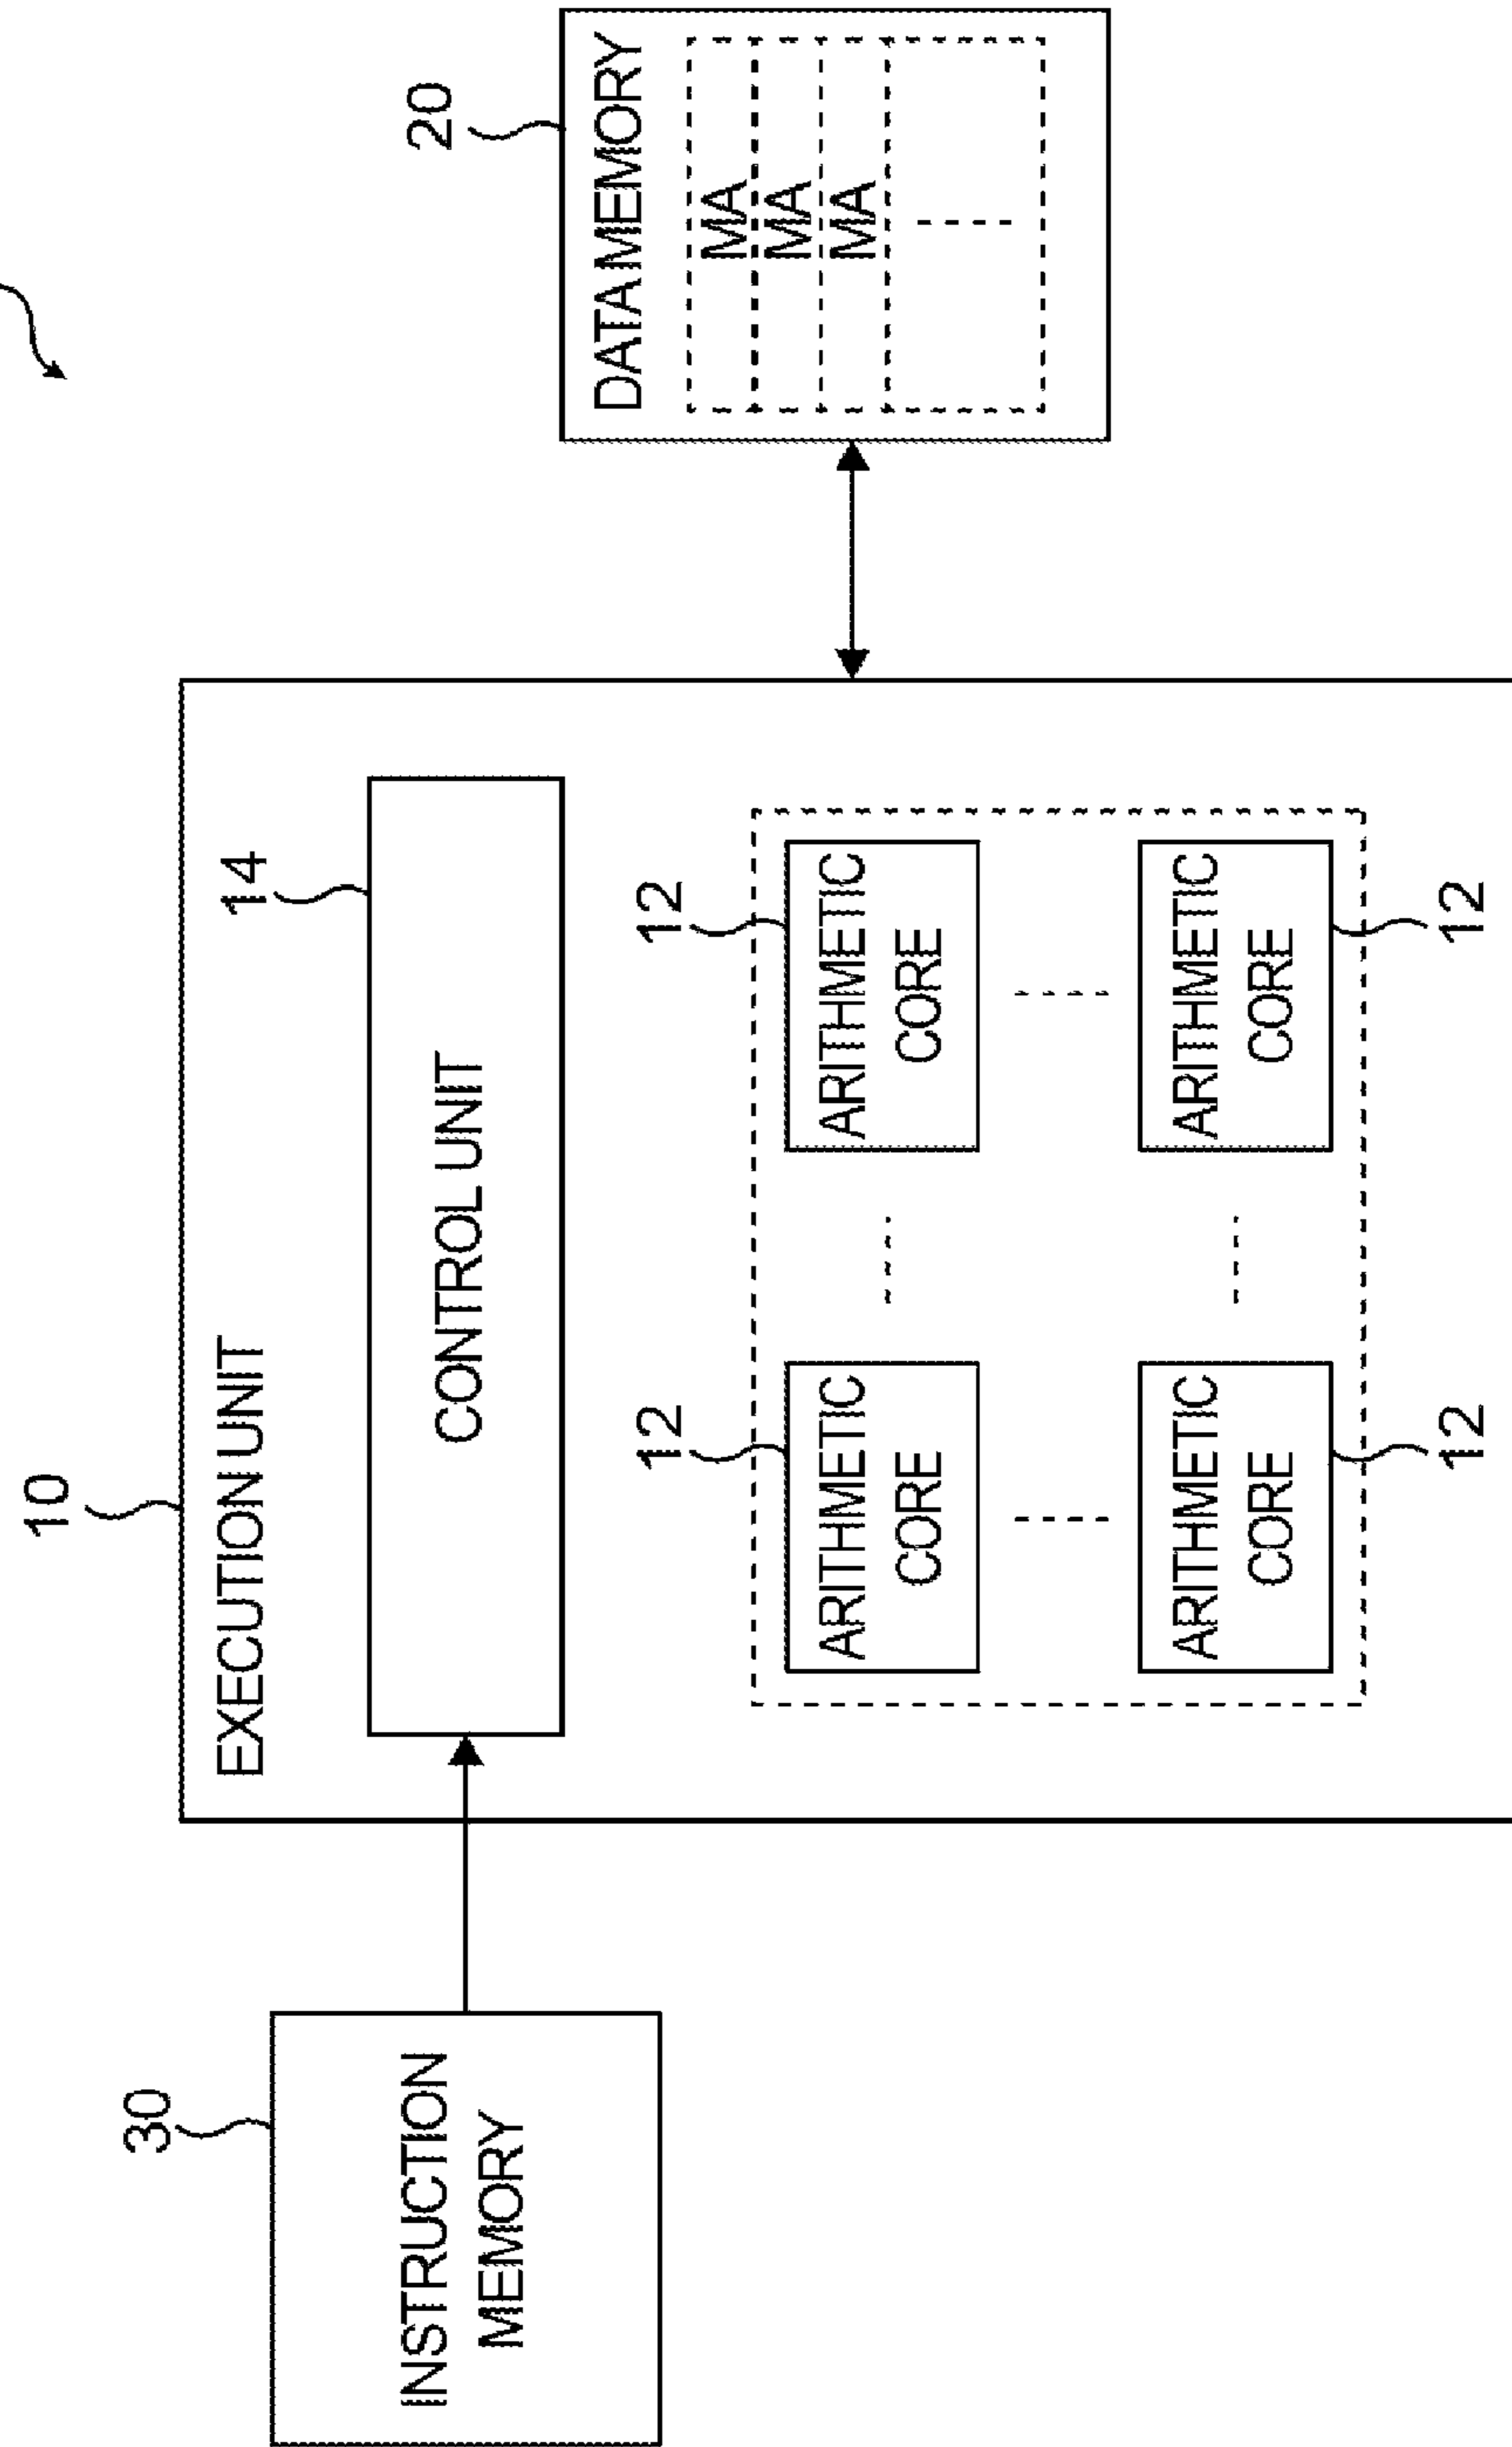 30
INSTRUCTION
MEMORY
10
EXECUTION UNIT
14
CONTROL UNIT
12
12
ARITHMETIC
CORE
ARITHMETIC
CORE
ARITHMETIC
CORE
ARITHMETIC
CORE
12
12
20
DATA MEMORY
MA
MA
MA